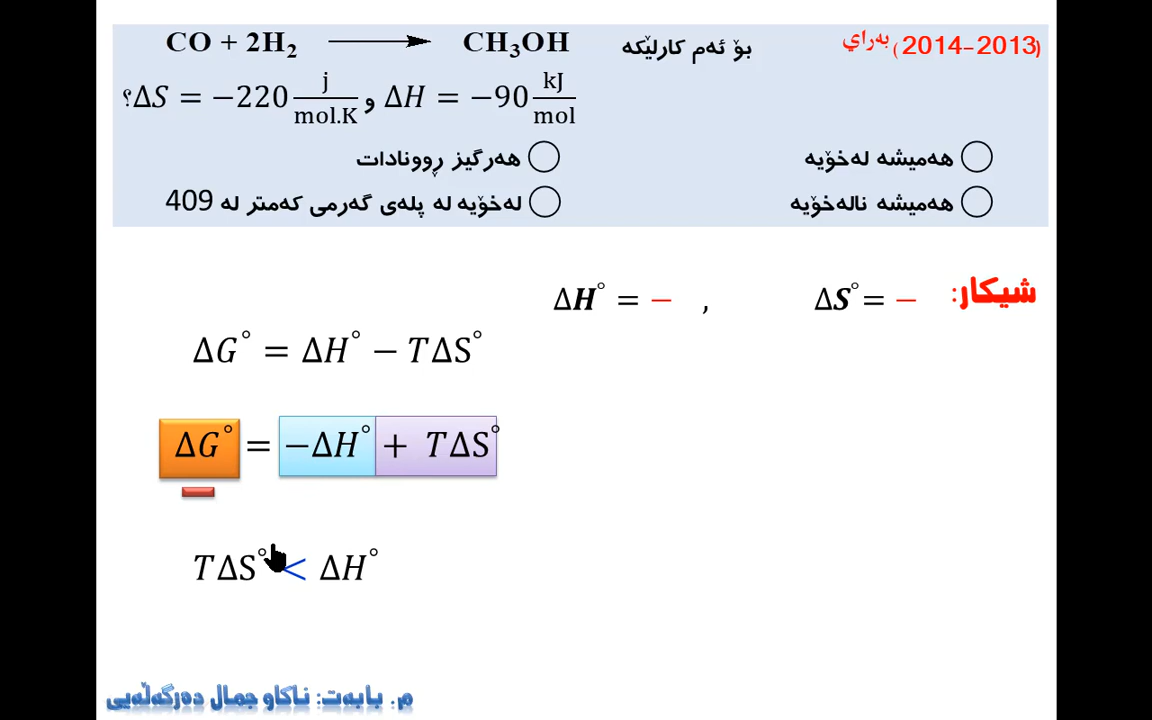 (2013-2014) بەراي بۆ ئەم کارلێکە CO + 2H₂ ⟶ CH₃OH
ΔH = −90 kJ/mol و ΔS = −220 j/mol.K ؟
هەمیشە لەخۆیە هەرگیز ڕوونادات
هەمیشە نالەخۆیە لەخۆیە لە پلەی گەرمی کەمتر لە 409
شیکار: ΔS° = − , ΔH° = −
ΔG° = ΔH° − TΔS°
ΔG° = −ΔH° + TΔS°
−
TΔS° < ΔH°
م. بابەت: ناکاو جمال دەرگەڵەیی